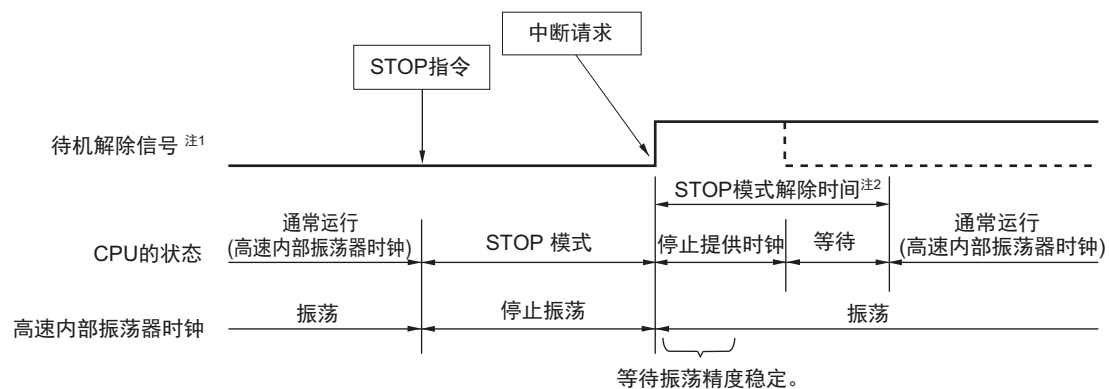 中断请求
STOP指令
待机解除信号 注1
STOP模式解除时间注2
通常运行
(高速内部振荡器时钟)
CPU的状态
STOP 模式
停止提供时钟
等待
通常运行
(高速内部振荡器时钟)
高速内部振荡器时钟
振荡
停止振荡
振荡
等待振荡精度稳定。